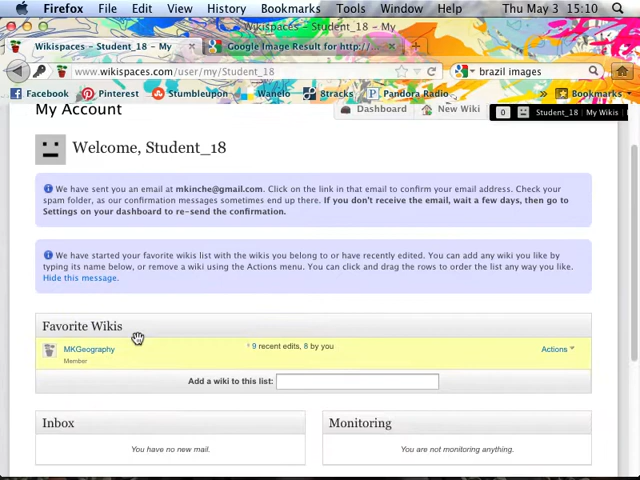 Firefox File Edit View History Bookmarks Tools Window Help Thu May 3 15:10
Wikispaces - Student_18 - My
Wikispaces - Student_18 - My Google Image Result for http://...
www.wikispaces.com/user/my/Student_18 brazil images
Facebook Pinterest Stumbleupon Wanelo 8tracks Pandora Radio Bookmarks
My Account Dashboard New Wiki 0 Student_18 My Wikis
Welcome, Student_18
We have sent you an email at mkinche@gmail.com. Click on the link in that email to confirm your email address. Check your
spam folder, as our confirmation messages sometimes end up there. If you don't receive the email, wait a few days, then go to
Settings on your dashboard to re-send the confirmation.
We have started your favorite wikis list with the wikis you belong to or have recently edited. You can add any wiki you like by
typing its name below, or remove a wiki using the Actions menu. You can click and drag the rows to order the list any way you like.
Hide this message.
Favorite Wikis
MKGeography 9 recent edits, 8 by you Actions
Member
Add a wiki to this list:
Inbox Monitoring
You have no new mail. You are not monitoring anything.